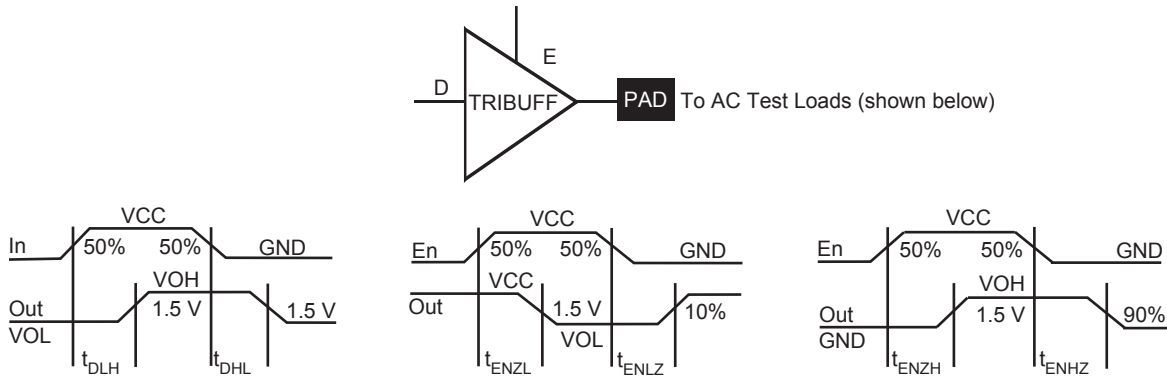 E
D
TRIBUFF
PAD To AC Test Loads (shown below)
VCC
In 50% 50% GND
VOH
Out 1.5 V 1.5 V
VOL
tDLH tDHL
VCC
En 50% 50% GND
VCC
Out 1.5 V 10%
VOL
tENZL tENLZ
VCC
En 50% 50% GND
VOH
Out 1.5 V 90%
GND
tENZH tENHZ